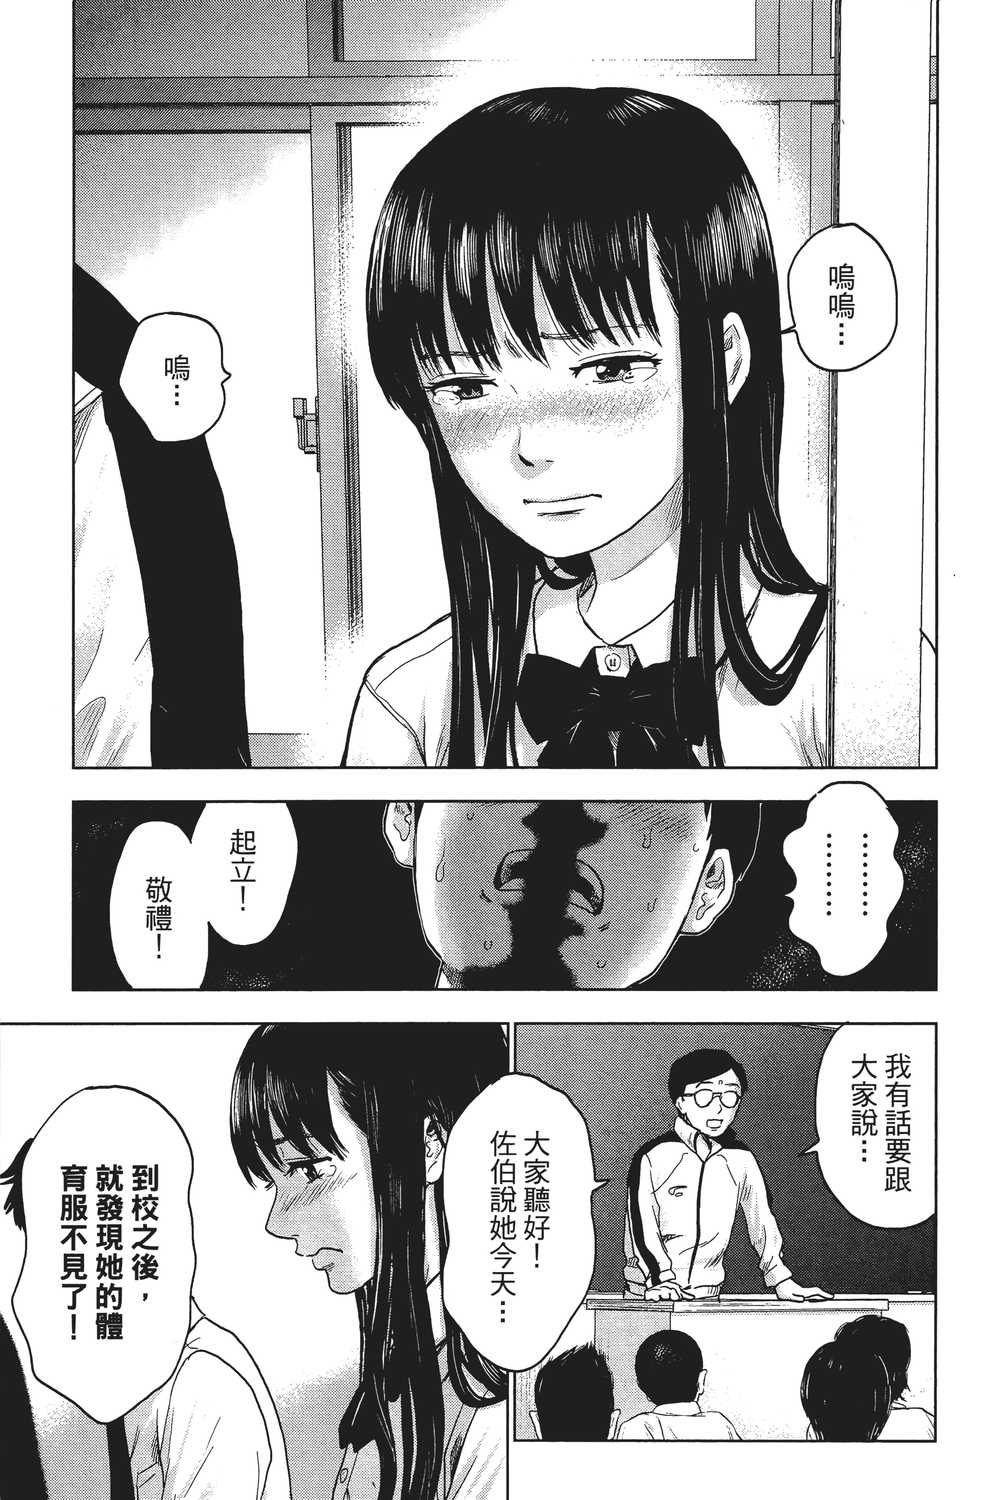 嗚嗚…
嗚…
…………
…………
起立！
敬禮！
我有話要跟
大家說…
大家聽好！
佐伯說她今天…
到校之後，
就發現她的體
育服不見了！